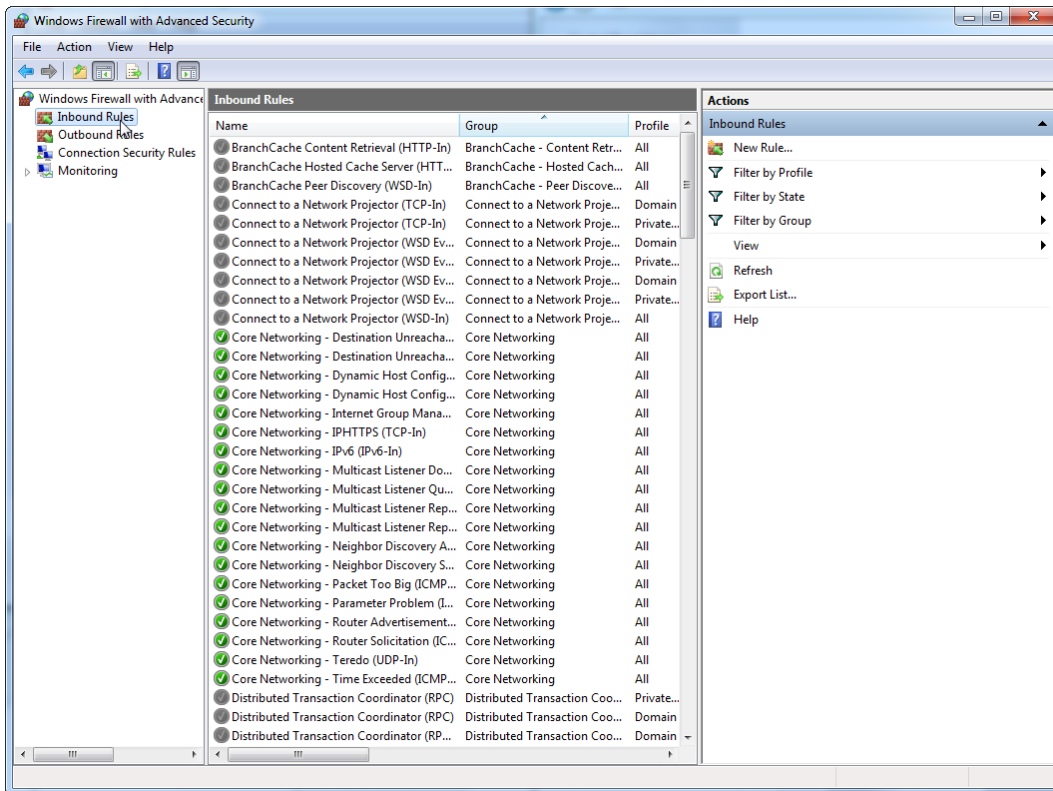 Windows Firewall with Advanced Security
File Action View Help
Windows Firewall with Advance
Inbound Rules
Outbound Rules
Connection Security Rules
Monitoring
Inbound Rules
Name Group Profile
BranchCache Content Retrieval (HTTP-In) BranchCache - Content Retr... All
BranchCache Hosted Cache Server (HTT... BranchCache - Hosted Cach... All
BranchCache Peer Discovery (WSD-In) BranchCache - Peer Discove... All
Connect to a Network Projector (TCP-In) Connect to a Network Proje... Domain
Connect to a Network Projector (TCP-In) Connect to a Network Proje... Private...
Connect to a Network Projector (WSD Ev... Connect to a Network Proje... Domain
Connect to a Network Projector (WSD Ev... Connect to a Network Proje... Private...
Connect to a Network Projector (WSD Ev... Connect to a Network Proje... Domain
Connect to a Network Projector (WSD Ev... Connect to a Network Proje... Private...
Connect to a Network Projector (WSD-In) Connect to a Network Proje... All
Core Networking - Destination Unreacha... Core Networking All
Core Networking - Destination Unreacha... Core Networking All
Core Networking - Dynamic Host Config... Core Networking All
Core Networking - Dynamic Host Config... Core Networking All
Core Networking - Internet Group Mana... Core Networking All
Core Networking - IPHTTPS (TCP-In) Core Networking All
Core Networking - IPv6 (IPv6-In) Core Networking All
Core Networking - Multicast Listener Do... Core Networking All
Core Networking - Multicast Listener Qu... Core Networking All
Core Networking - Multicast Listener Rep... Core Networking All
Core Networking - Multicast Listener Rep... Core Networking All
Core Networking - Neighbor Discovery A... Core Networking All
Core Networking - Neighbor Discovery S... Core Networking All
Core Networking - Packet Too Big (ICMP... Core Networking All
Core Networking - Parameter Problem (I... Core Networking All
Core Networking - Router Advertisement... Core Networking All
Core Networking - Router Solicitation (IC... Core Networking All
Core Networking - Teredo (UDP-In) Core Networking All
Core Networking - Time Exceeded (ICMP... Core Networking All
Distributed Transaction Coordinator (RPC) Distributed Transaction Coo... Private...
Distributed Transaction Coordinator (RPC) Distributed Transaction Coo... Domain
Distributed Transaction Coordinator (RP... Distributed Transaction Coo... Domain
Actions
Inbound Rules
New Rule...
Filter by Profile
Filter by State
Filter by Group
View
Refresh
Export List...
Help